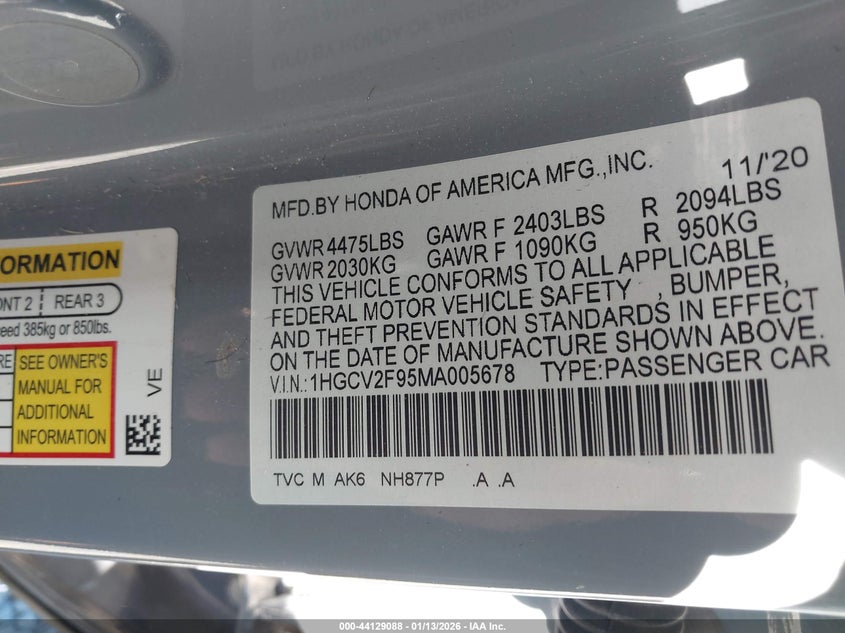 ORMATION
ONT 2 | REAR 3
eed 385kg or 850lbs.
RE
SEE OWNER'S
MANUAL FOR
ADDITIONAL
INFORMATION
VE
MFD.BY HONDA OF AMERICA MFG.,INC. 11/'20
GVWR 4475LBS GAWR F 2403LBS R 2094LBS
GVWR 2030KG GAWR F 1090KG R 950KG
THIS VEHICLE CONFORMS TO ALL APPLICABLE
FEDERAL MOTOR VEHICLE SAFETY , BUMPER,
AND THEFT PREVENTION STANDARDS IN EFFECT
ON THE DATE OF MANUFACTURE SHOWN ABOVE.
V.I.N.:1HGCV2F95MA005678 TYPE:PASSENGER CAR
TVC M AK6 NH877P .A .A
000-44129088 - 01/13/2026 - IAA Inc.